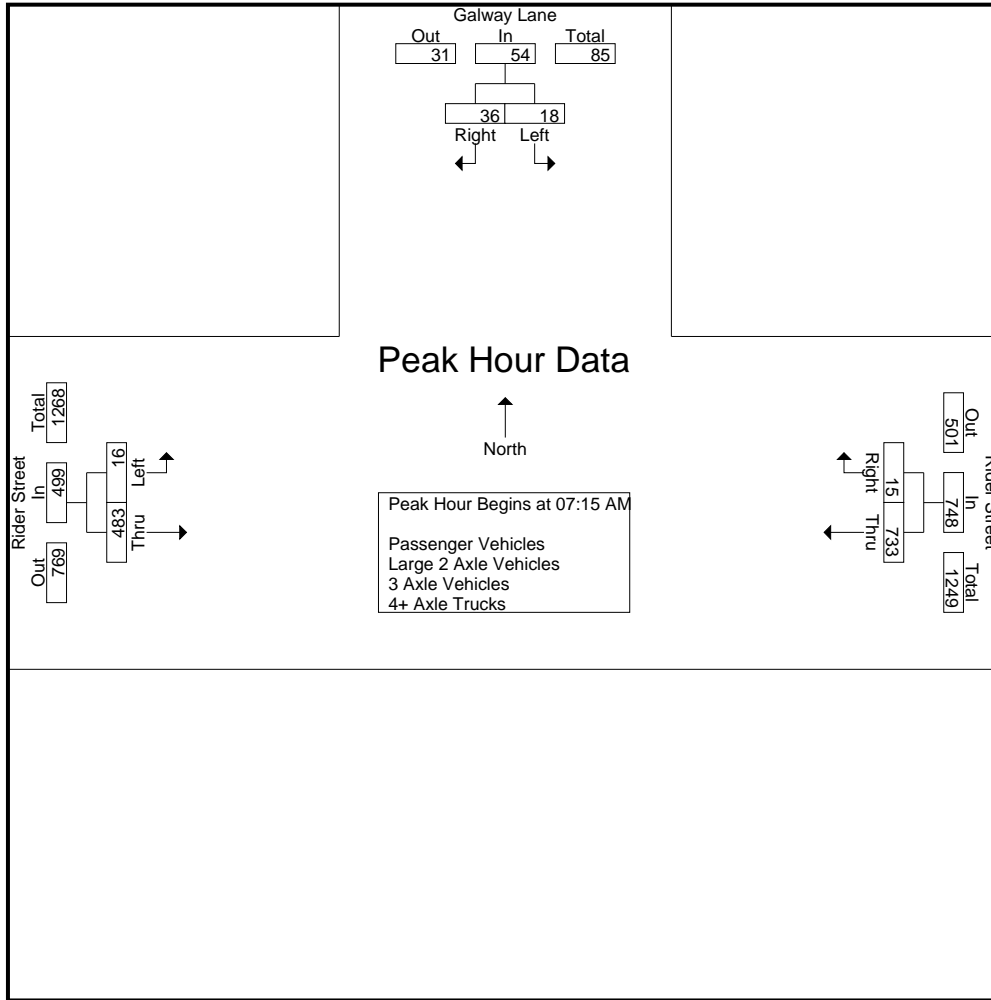 Galway Lane
Out In Total
31 54 85
36 18
Right Left
Peak Hour Data
North
Peak Hour Begins at 07:15 AM
Passenger Vehicles
Large 2 Axle Vehicles
3 Axle Vehicles
4+ Axle Trucks
Rider Street
Total In Out
1268 499 769
16 483
Left Thru
Rider Street
Out In Total
501 748 1249
15 733
Right Thru